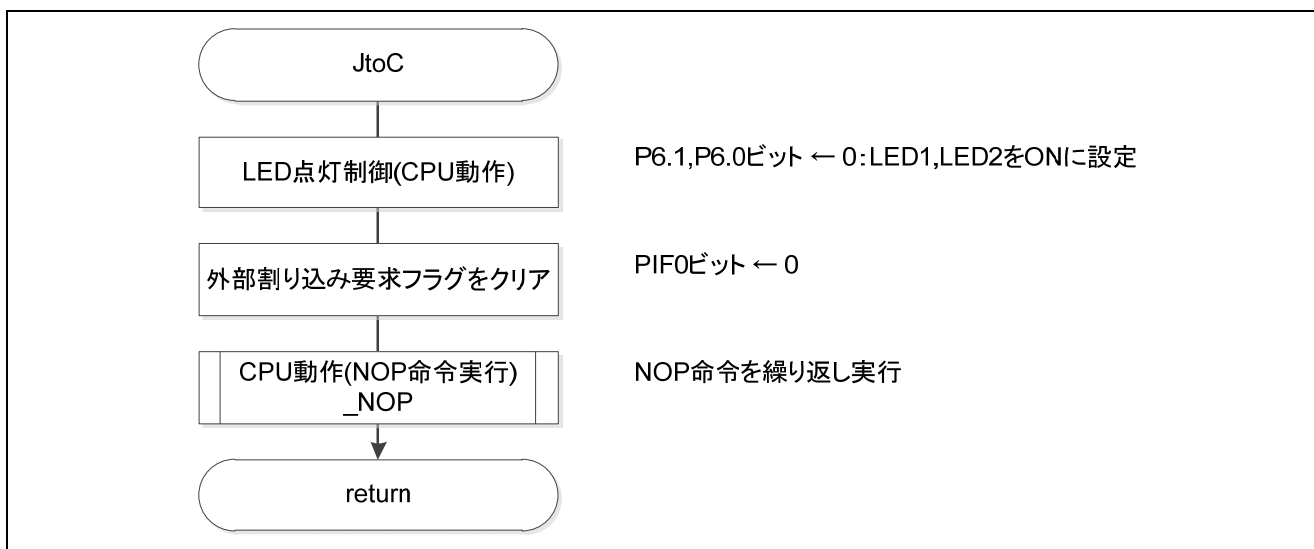 JtoC
LED点灯制御(CPU動作)
P6.1,P6.0ビット ← 0:LED1,LED2をONに設定
外部割り込み要求フラグをクリア
PIF0ビット ← 0
CPU動作(NOP命令実行)
_NOP
NOP命令を繰り返し実行
return